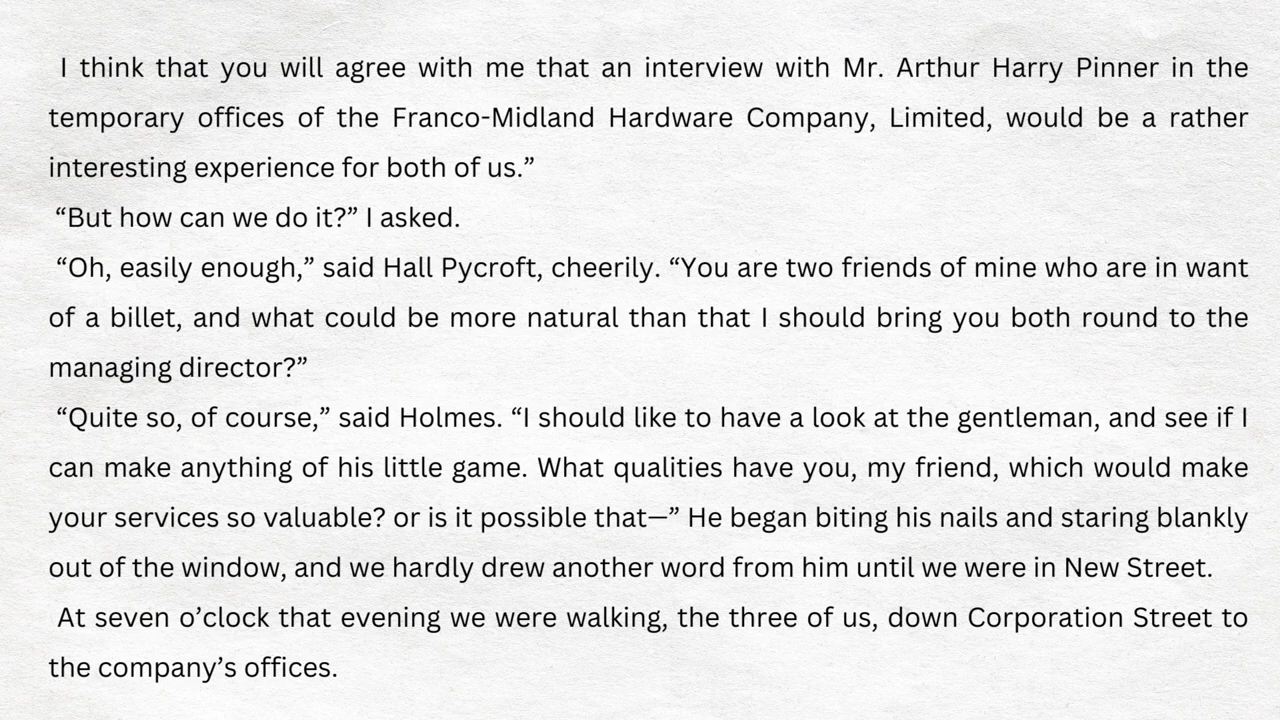 I think that you will agree with me that an interview with Mr. Arthur Harry Pinner in the
temporary offices of the Franco-Midland Hardware Company, Limited, would be a rather
interesting experience for both of us.”
“But how can we do it?” I asked.
“Oh, easily enough,” said Hall Pycroft, cheerily. “You are two friends of mine who are in want
of a billet, and what could be more natural than that I should bring you both round to the
managing director?”
“Quite so, of course,” said Holmes. “I should like to have a look at the gentleman, and see if I
can make anything of his little game. What qualities have you, my friend, which would make
your services so valuable? or is it possible that—” He began biting his nails and staring blankly
out of the window, and we hardly drew another word from him until we were in New Street.
At seven o’clock that evening we were walking, the three of us, down Corporation Street to
the company’s offices.